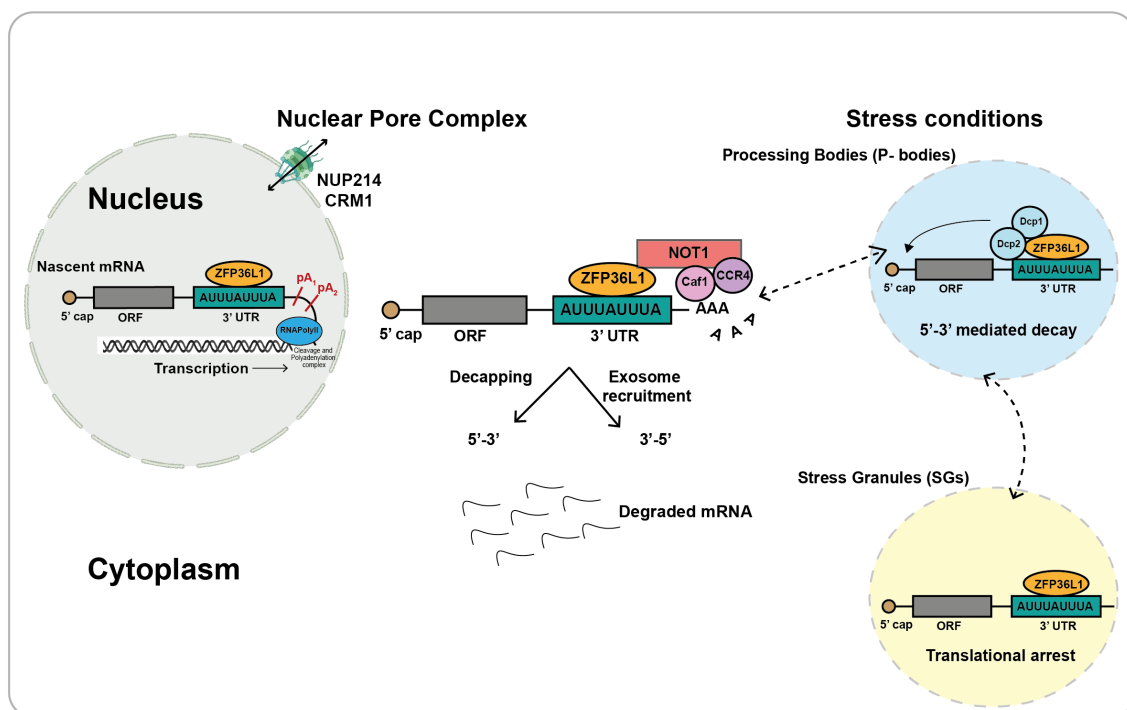 Nuclear Pore Complex
NUP214
CRM1
Nucleus
Nascent mRNA
ZFP36L1
pA1
pA2
AUUUAUUUA
5' cap
ORF
3' UTR
RNAPolyII
Cleavage and
Polyadenylation
complex
Transcription
Cytoplasm
NOT1
ZFP36L1
Caf1
CCR4
AUUUAUUUA
AAA
A A A
5' cap
ORF
3' UTR
Decapping
Exosome
recruitment
5'-3'
3'-5'
Degraded mRNA
Stress conditions
Processing Bodies (P- bodies)
Dcp1
Dcp2
ZFP36L1
AUUUAUUUA
5' cap
ORF
3' UTR
5'-3' mediated decay
Stress Granules (SGs)
ZFP36L1
AUUUAUUUA
5' cap
ORF
3' UTR
Translational arrest